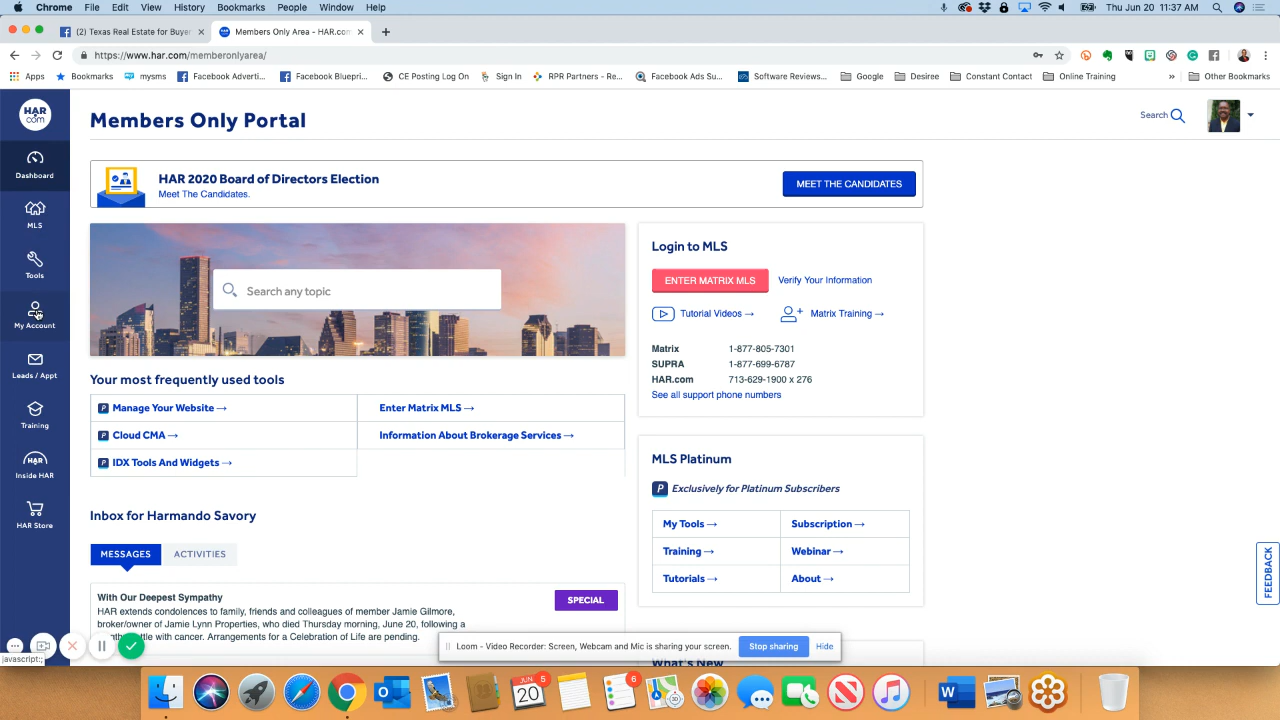 Chrome File Edit View History Bookmarks People Window Help
Thu Jun 20 11:37 AM
(2) Texas Real Estate for Buyer
Members Only Area - HAR.com
https://www.har.com/memberonlyarea/
Apps Bookmarks mysms Facebook Adverti... Facebook Bluepri... CE Posting Log On Sign In RPR Partners - Re... Facebook Ads Su... Software Reviews... Google Desiree Constant Contact Online Training » Other Bookmarks
HAR com
Dashboard
MLS
Tools
My Account
Leads / Appt
Training
HAR
Inside HAR
HAR Store
Members Only Portal
Search
HAR 2020 Board of Directors Election
Meet The Candidates.
MEET THE CANDIDATES
Search any topic
Your most frequently used tools
P Manage Your Website →
Enter Matrix MLS →
P Cloud CMA →
Information About Brokerage Services →
P IDX Tools And Widgets →
Inbox for Harmando Savory
MESSAGES ACTIVITIES
With Our Deepest Sympathy
HAR extends condolences to family, friends and colleagues of member Jamie Gilmore,
broker/owner of Jamie Lynn Properties, who died Thursday morning, June 20, following a
battle with cancer. Arrangements for a Celebration of Life are pending.
SPECIAL
Login to MLS
ENTER MATRIX MLS
Verify Your Information
Tutorial Videos →
Matrix Training →
Matrix 1-877-805-7301
SUPRA 1-877-699-6787
HAR.com 713-629-1900 x 276
See all support phone numbers
MLS Platinum
P Exclusively for Platinum Subscribers
My Tools → Subscription →
Training → Webinar →
Tutorials → About →
What's New
FEEDBACK
javascript:;
Loom - Video Recorder: Screen, Webcam and Mic is sharing your screen.
Stop sharing
Hide
JUN
20
5
6
3D
W